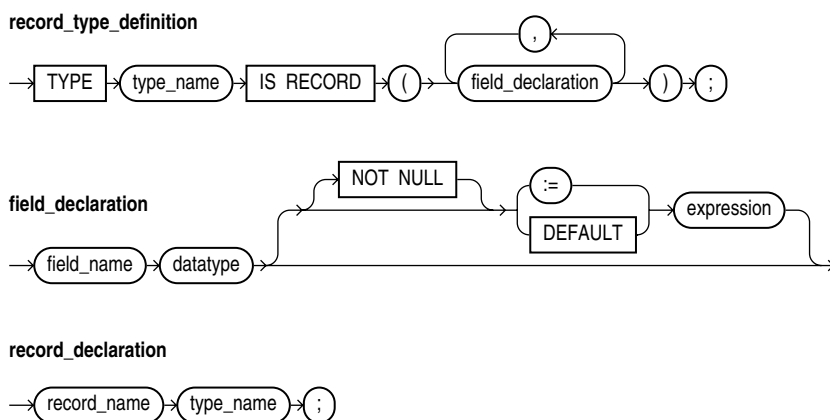 record_type_definition
,
TYPE type_name IS RECORD ( field_declaration ) ;
NOT NULL :=
field_declaration expression
DEFAULT
field_name datatype
record_declaration
record_name type_name ;